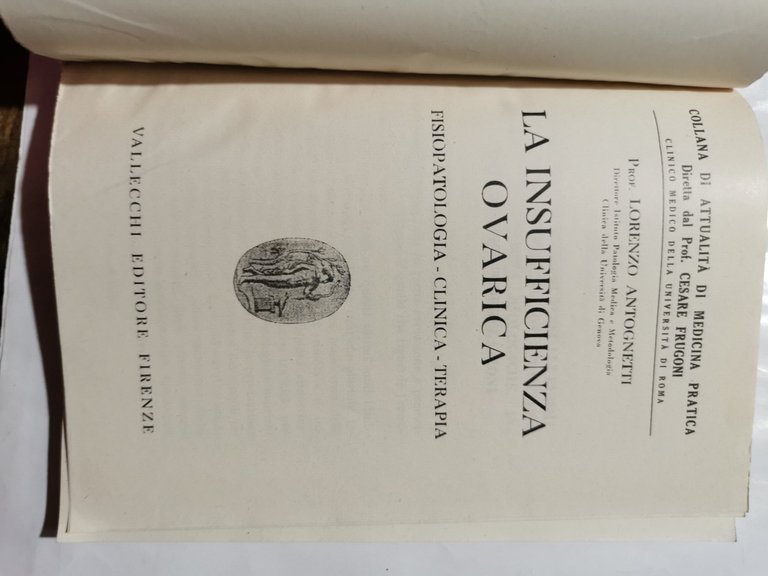 COLLANA DI ATTUALITÀ DI MEDICINA PRATICA
Diretta dal Prof. CESARE FRUGONI
CLINICO MEDICO DELLA UNIVERSITÀ DI ROMA
PROF. LORENZO ANTOGNETTI
Direttore Istituto Patologia Medica e Metodologia
Clinica della Università di Genova
LA INSUFFICIENZA
OVARICA
FISIOPATOLOGIA - CLINICA - TERAPIA
VALLECCHI EDITORE FIRENZE